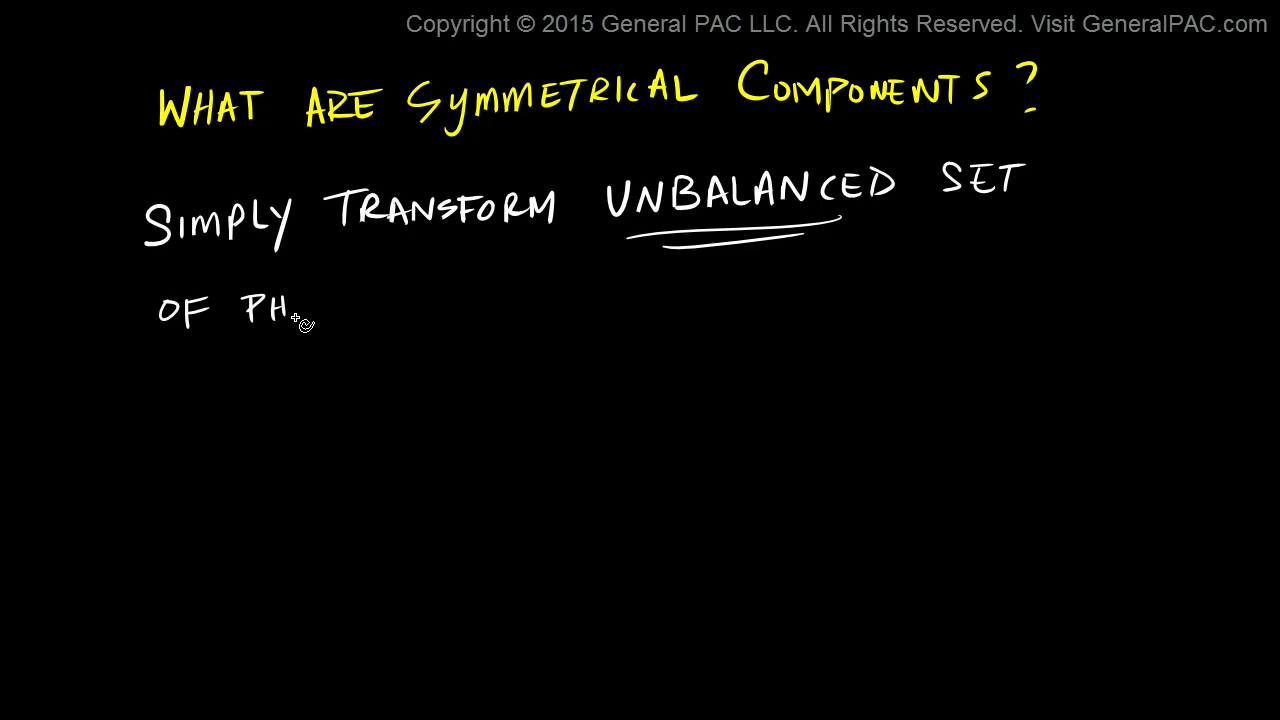 Copyright © 2015 General PAC LLC. All Rights Reserved. Visit GeneralPAC.com
WHAT ARE SYMMETRICAL COMPONENTS?
SIMPLY TRANSFORM UNBALANCED SET
OF PH